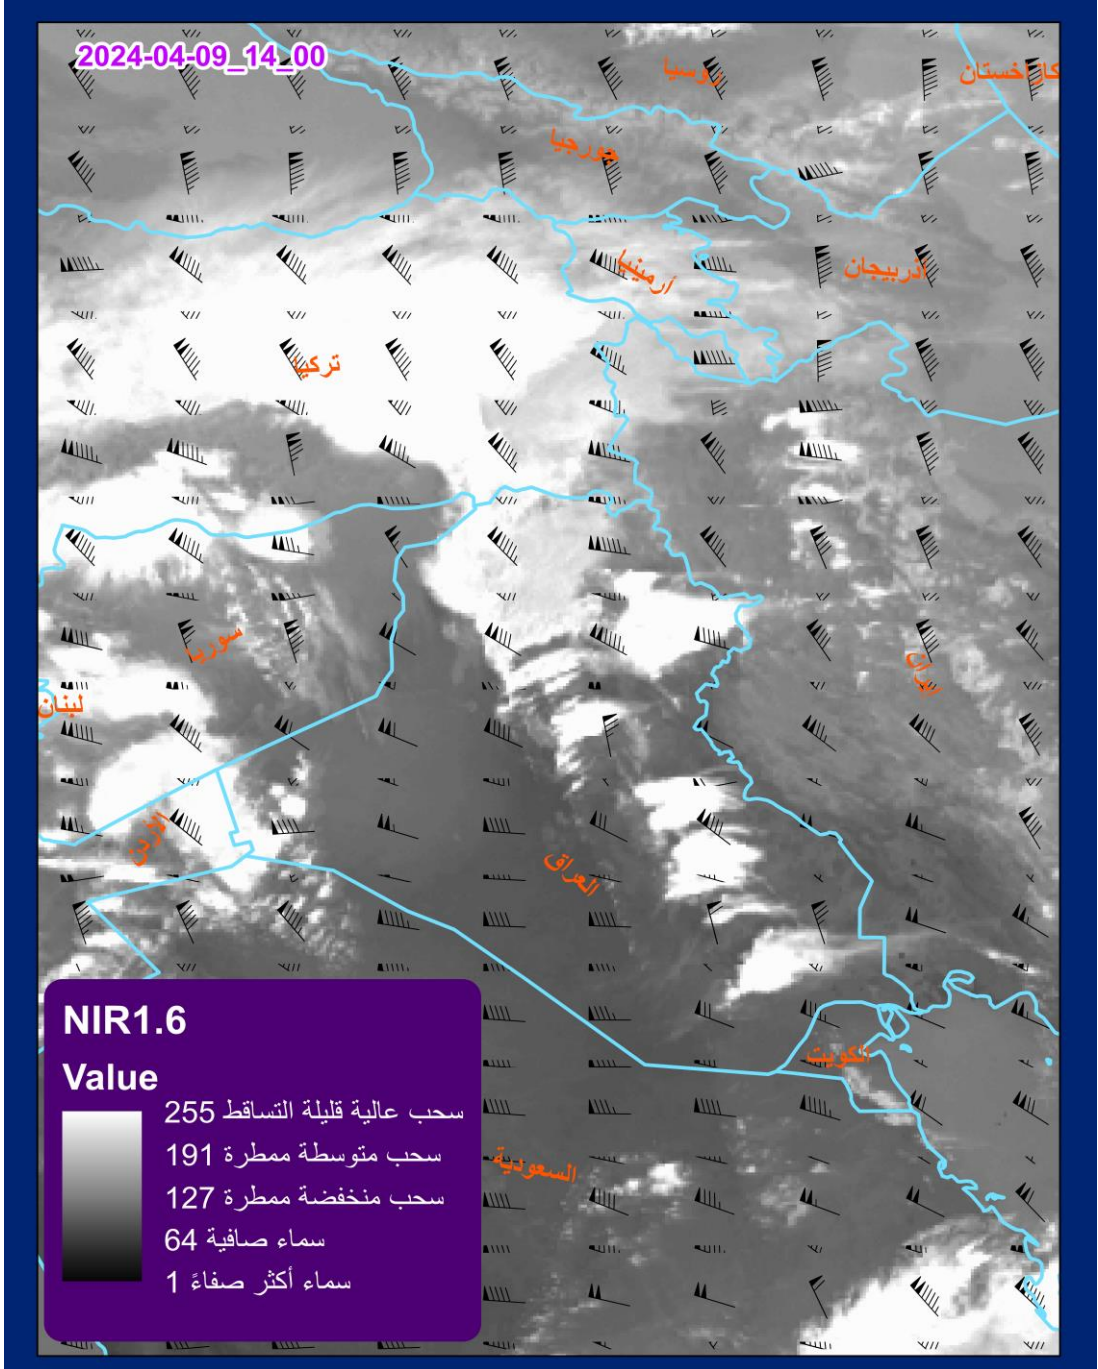 2024-04-09_14_00
روسيا
كازاخستان
جورجيا
أرمينيا
أذربيجان
تركيا
سوريا
ايران
لبنان
الأردن
العراق
الكويت
السعودية
NIR1.6
Value
255 سحب عالية قليلة التساقط
191 سحب متوسطة ممطرة
127 سحب منخفضة ممطرة
64 سماء صافية
1 سماء أكثر صفاءً